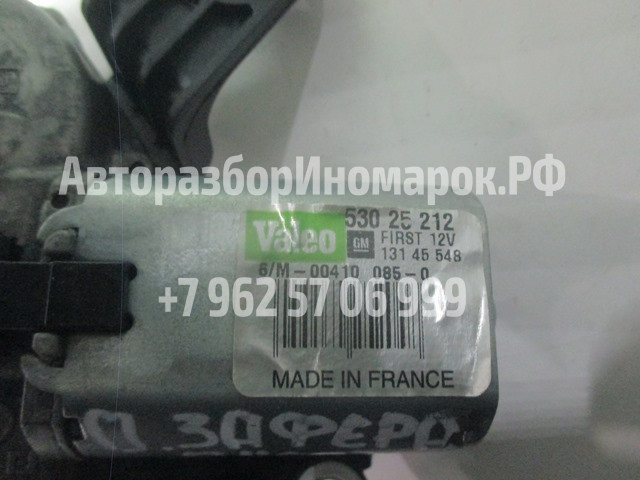 АвторазборИномарок.РФ
530 25 212
Valeo GM FIRST 12V
131 45 548
6/M-0041D 085-0
+7 962 57 06 999
MADE IN FRANCE
О.ЗАФЕРА